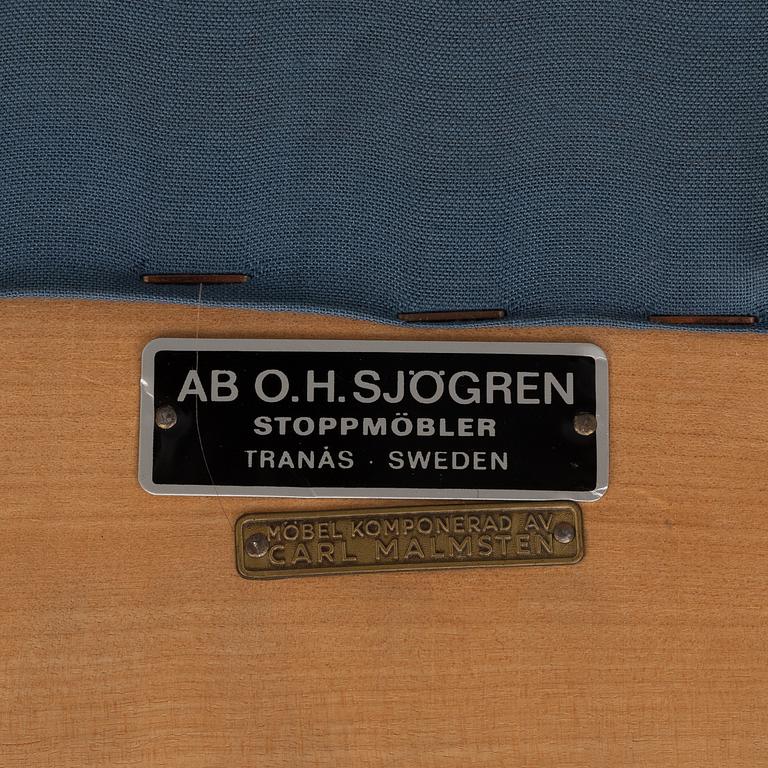 AB O.H. SJÖGREN
STOPPMÖBLER
TRANÅS · SWEDEN
MÖBEL KOMPONERAD AV
CARL MALMSTEN